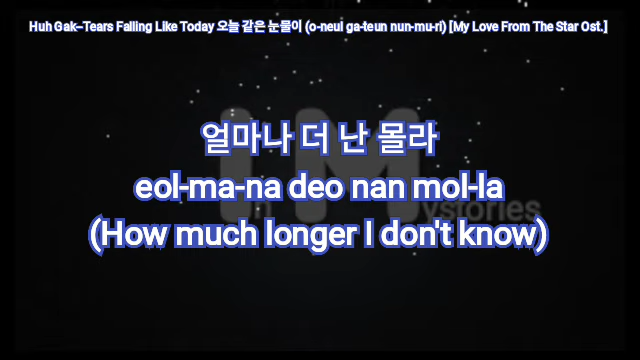 Huh Gak–Tears Falling Like Today 오늘 같은 눈물이 (o-neul ga-teun nun-mu-ri) [My Love From The Star Ost.]
얼마나 더 난 몰라
eol-ma-na deo nan mol-la
(How much longer I don't know)